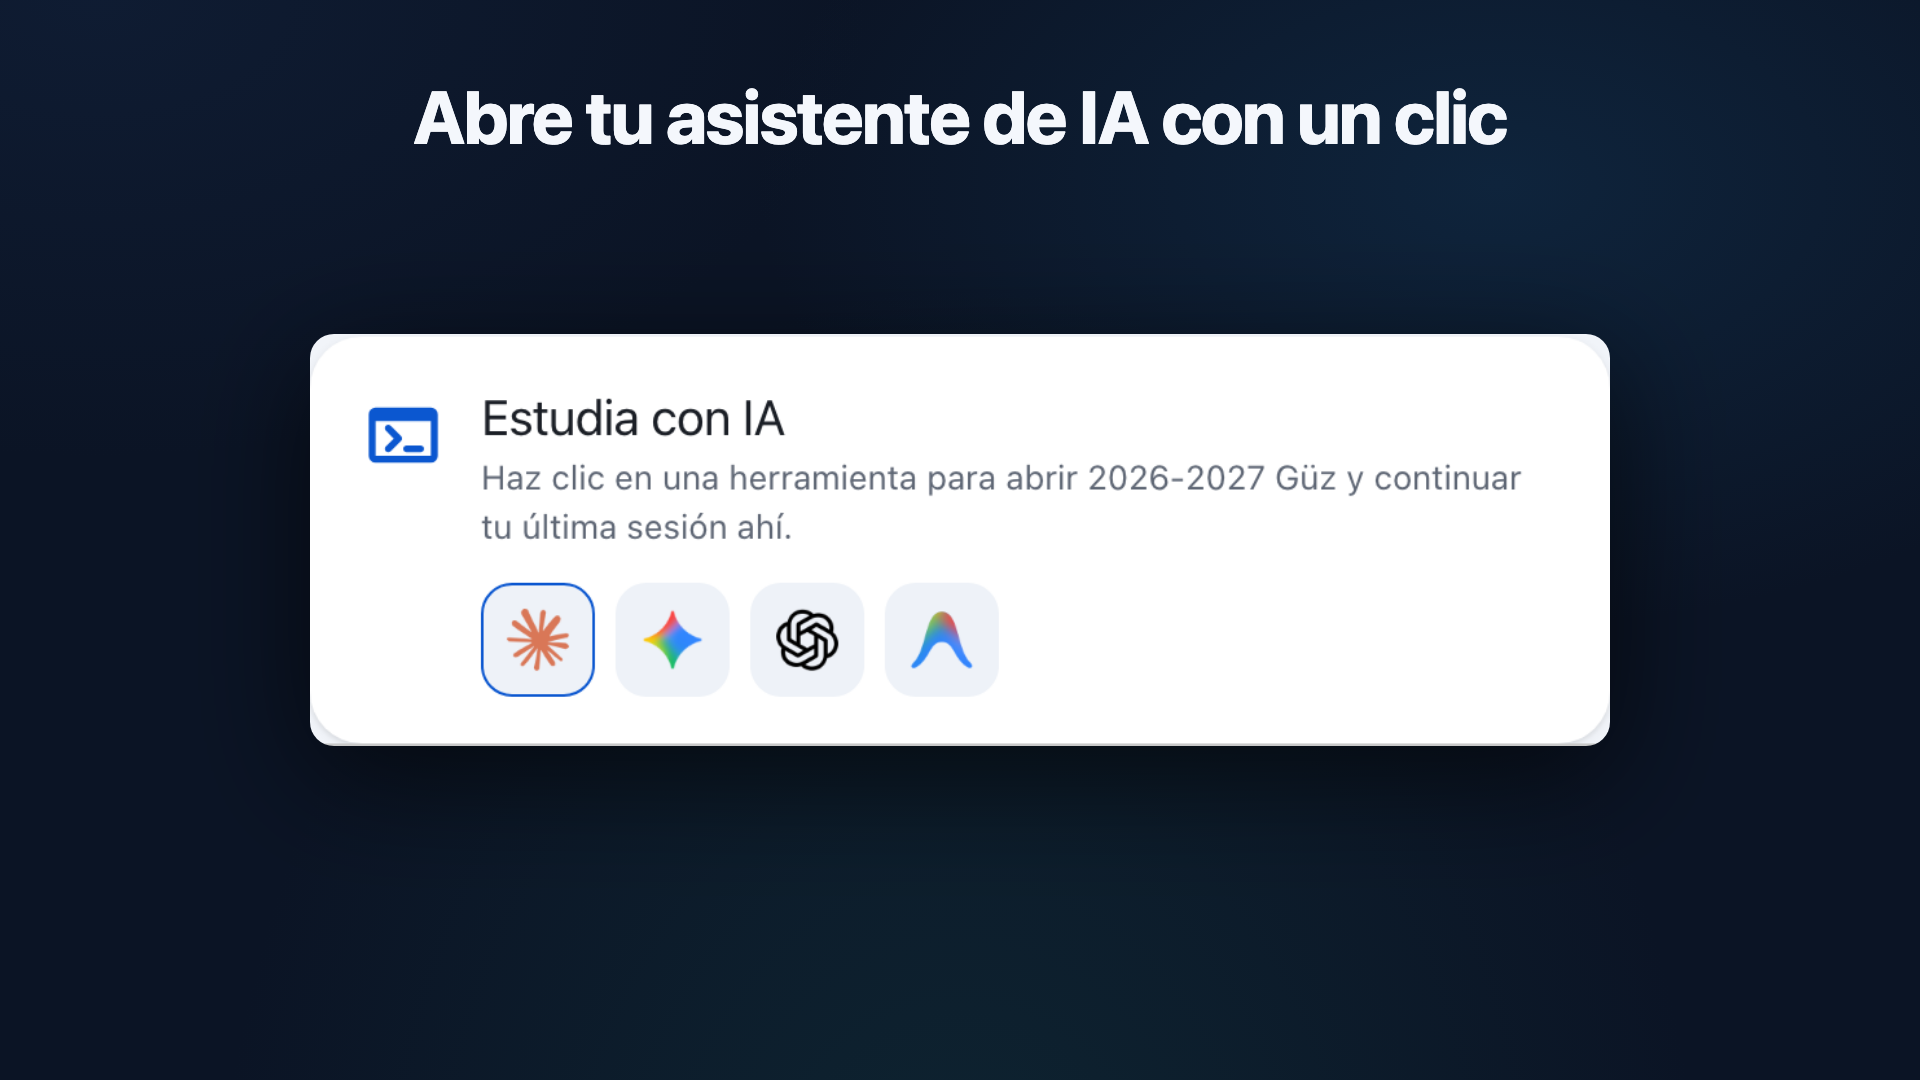 Abre tu asistente de IA con un clic
Estudia con IA
Haz clic en una herramienta para abrir 2026-2027 Güz y continuar
tu última sesión ahí.